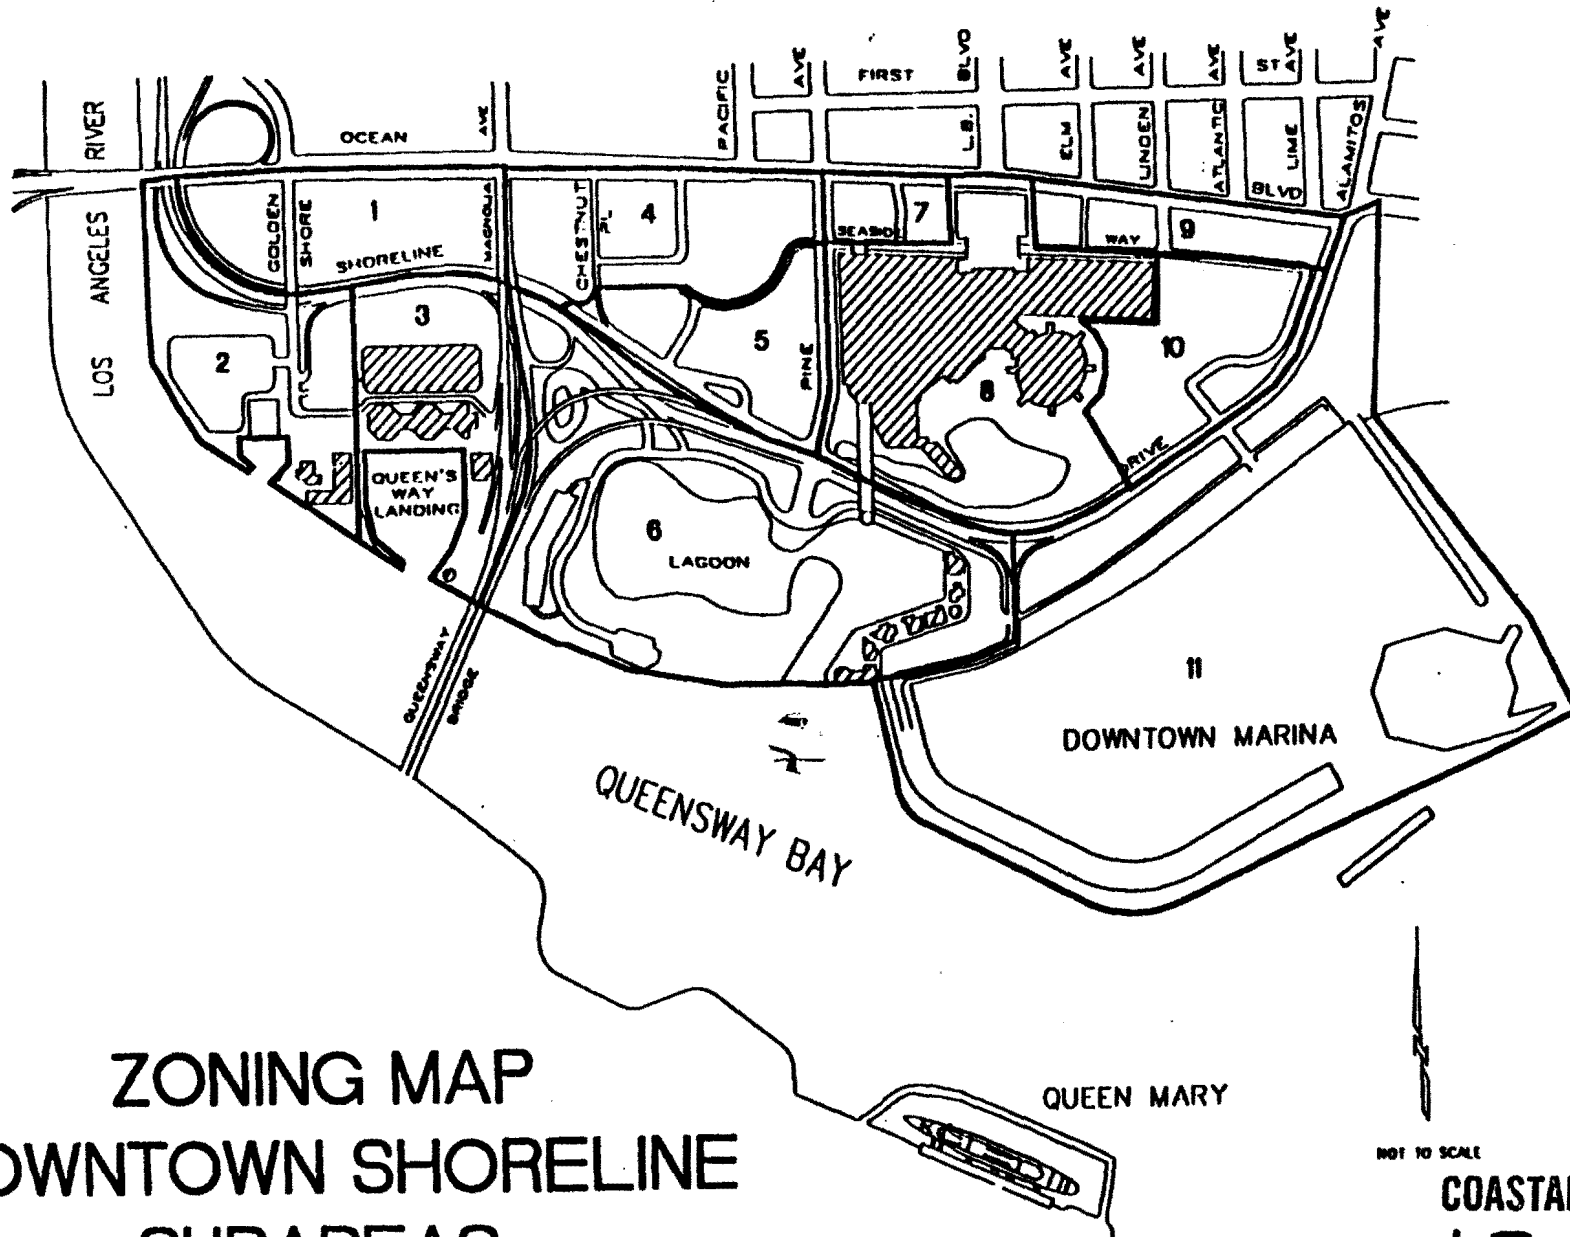 AVE
BLVD
AVE
AVE
AVE
AVE
ST
FIRST
PACIFIC
AVE
RIVER
OCEAN
AVE
L.B.
ELM
LINDEN
ATLANTIC
LIME
ALAMITOS
BLVD
LOS ANGELES
GOLDEN
SHORE
1
MAGNOLIA
CHESTNUT
PL
4
7
SEASIDE
WAY
9
SHORELINE
2
3
5
PINE
8
10
DRIVE
QUEEN'S
WAY
LANDING
6
LAGOON
11
QUEENSWAY
BRIDGE
DOWNTOWN MARINA
QUEENSWAY BAY
QUEEN MARY
NOT TO SCALE
ZONING MAP
OWNTOWN SHORELINE
SUBAREAS
COASTAL